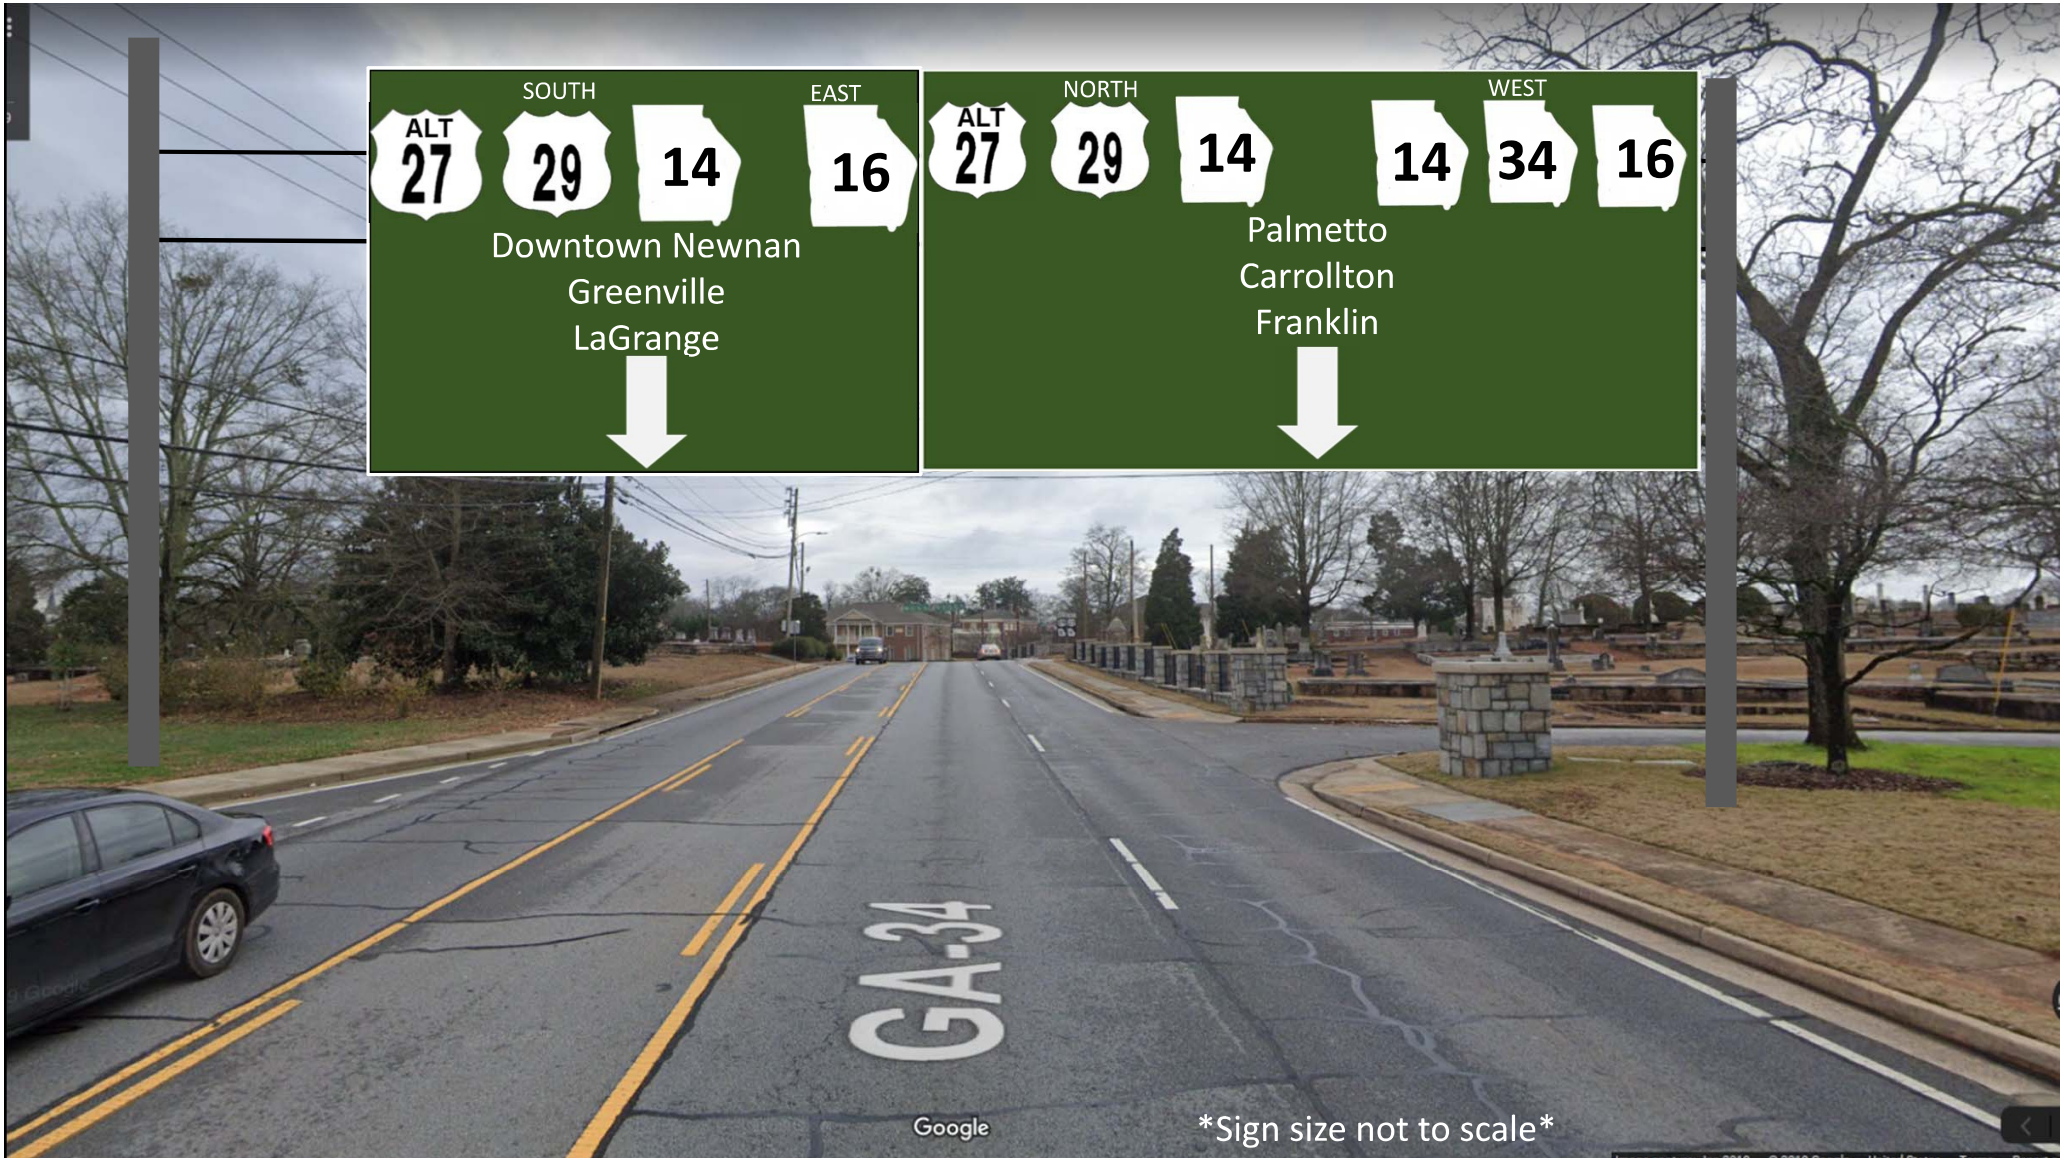 SOUTH
EAST
ALT
27
29
14
16
Downtown Newnan
Greenville
LaGrange
NORTH
WEST
ALT
27
29
14
14
34
16
Palmetto
Carrollton
Franklin
GA-34
Google
*Sign size not to scale*